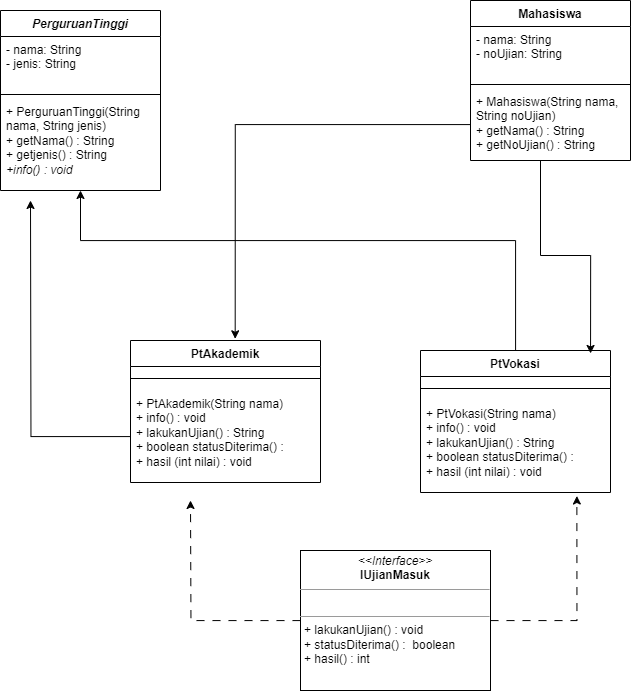 PerguruanTinggi
- nama: String
- jenis: String
+ PerguruanTinggi(String
nama, String jenis)
+ getNama() : String
+ getjenis() : String
+info() : void
Mahasiswa
- nama: String
- noUjian: String
+ Mahasiswa(String nama,
String noUjian)
+ getNama() : String
+ getNoUjian() : String
PtAkademik
+ PtAkademik(String nama)
+ info() : void
+ lakukanUjian() : String
+ boolean statusDiterima() :
+ hasil (int nilai) : void
PtVokasi
+ PtVokasi(String nama)
+ info() : void
+ lakukanUjian() : String
+ boolean statusDiterima() :
+ hasil (int nilai) : void
<<Interface>>
IUjianMasuk
+ lakukanUjian() : void
+ statusDiterima() :  boolean
+ hasil() : int